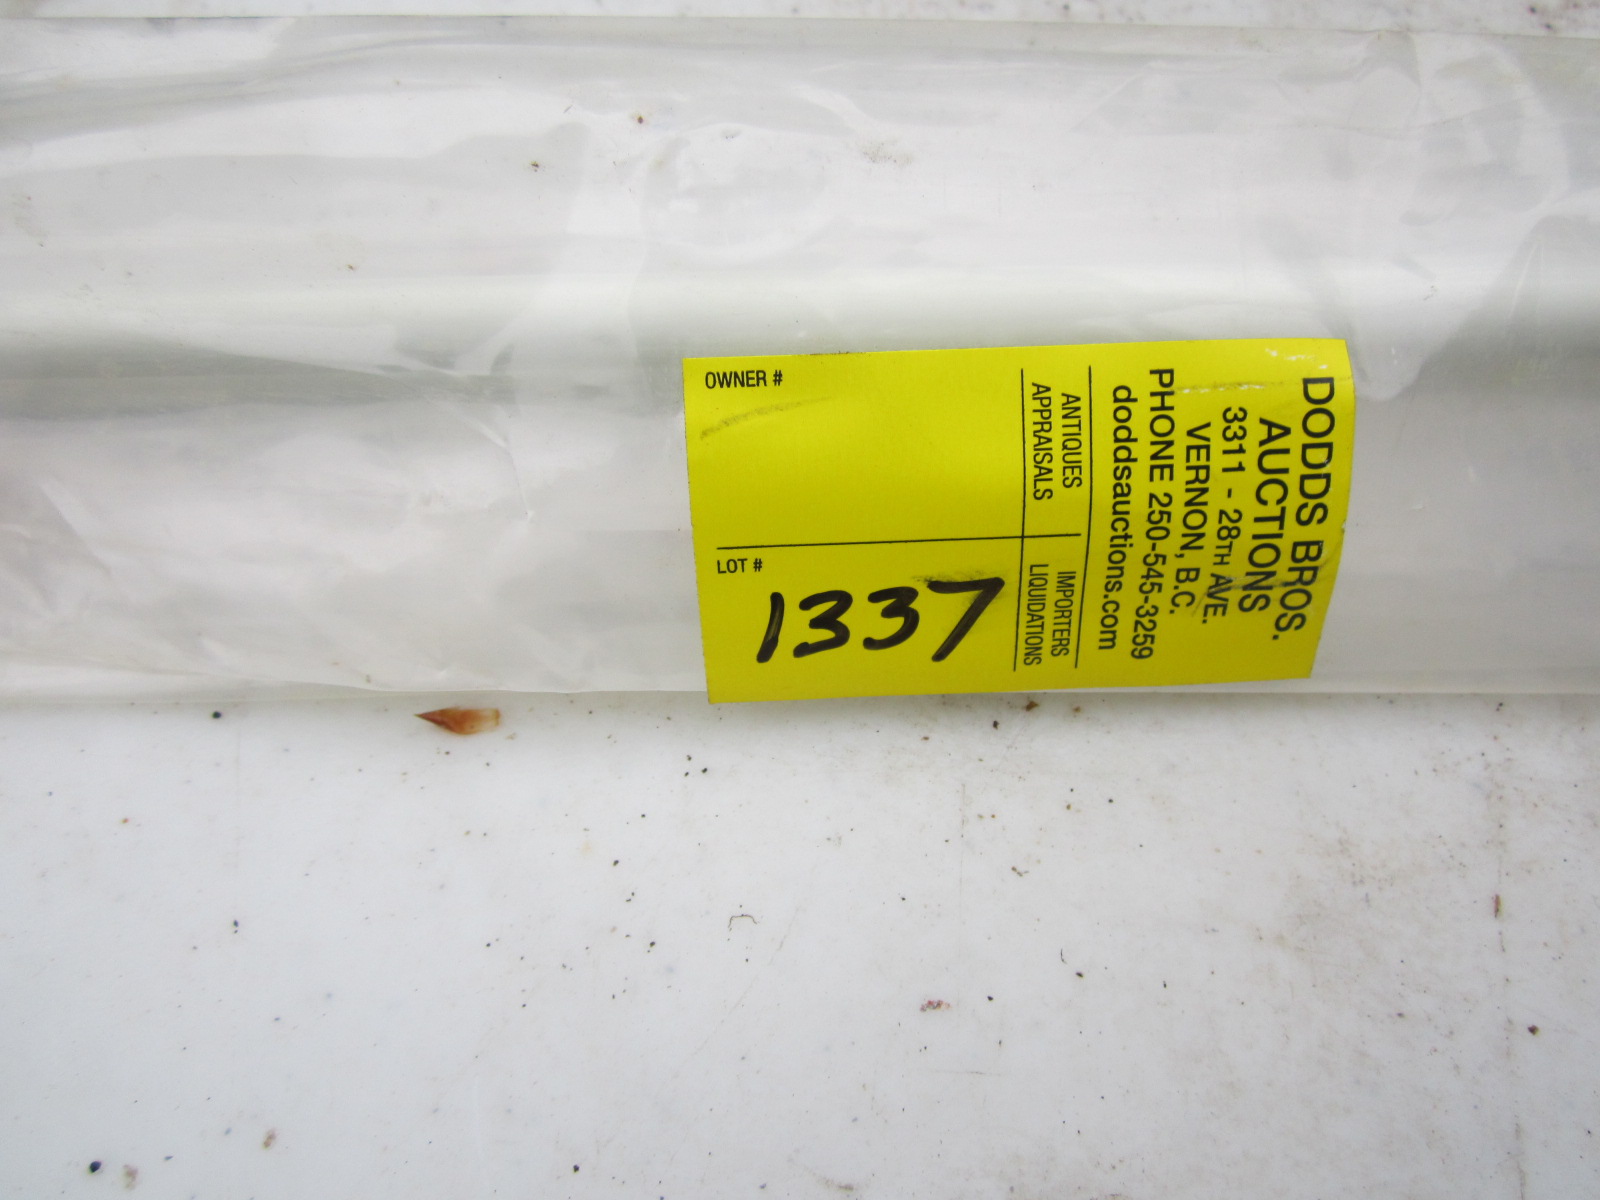 DODDS BROS.
AUCTIONS
3311 - 28TH AVE.
VERNON, B.C.
PHONE 250-545-3259
doddsauctions.com
ANTIQUES
APPRAISALS
IMPORTERS
LIQUIDATIONS
OWNER #
LOT #
1337